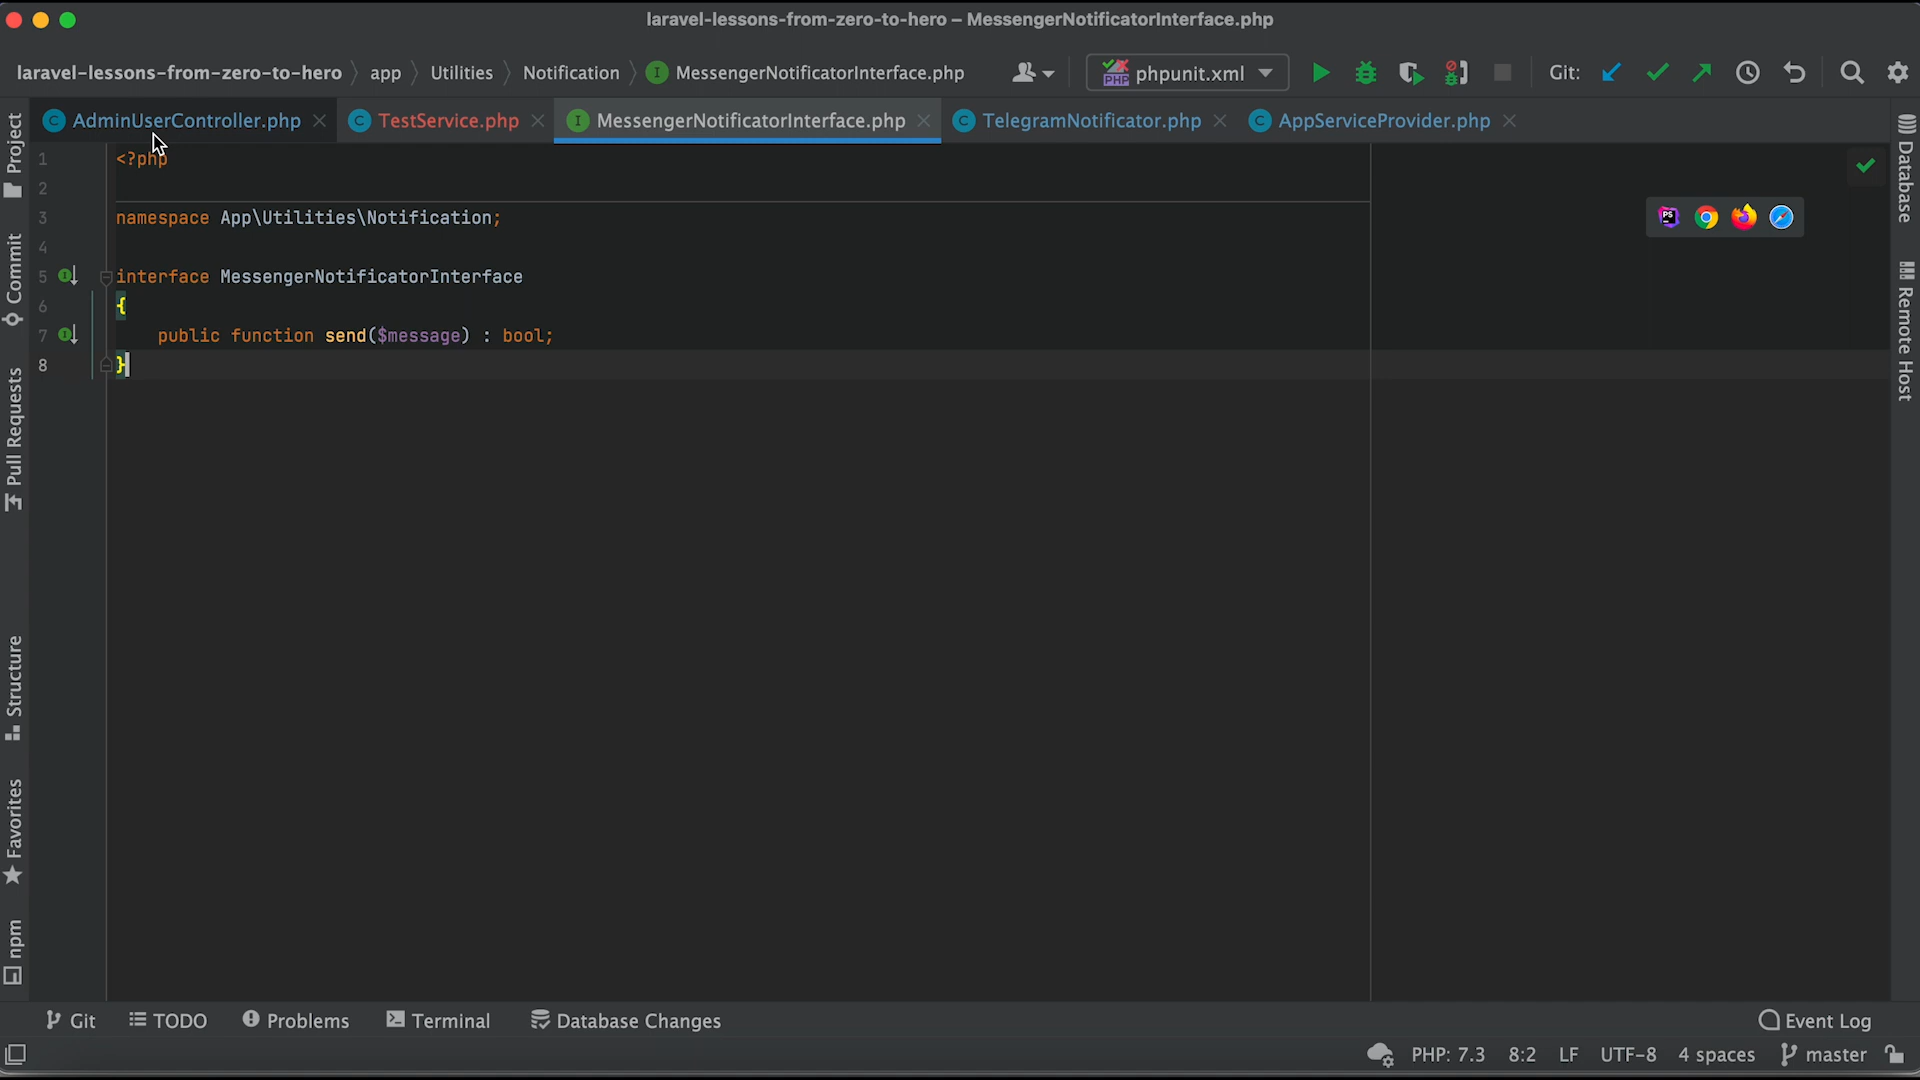 laravel-lessons-from-zero-to-hero – MessengerNotificatorInterface.php
laravel-lessons-from-zero-to-hero app Utilities Notification I MessengerNotificatorInterface.php PHP phpunit.xml Git:
C AdminUserController.php C TestService.php I MessengerNotificatorInterface.php C TelegramNotificator.php C AppServiceProvider.php
Project
Commit
Pull Requests
Structure
Favorites
npm
1 <?php
2
3 namespace App\Utilities\Notification;
4
5 interface MessengerNotificatorInterface
6 {
7 public function send($message) : bool;
8 }
PS
Database
Remote Host
Git TODO Problems Terminal Database Changes Event Log
PHP: 7.3 8:2 LF UTF-8 4 spaces master